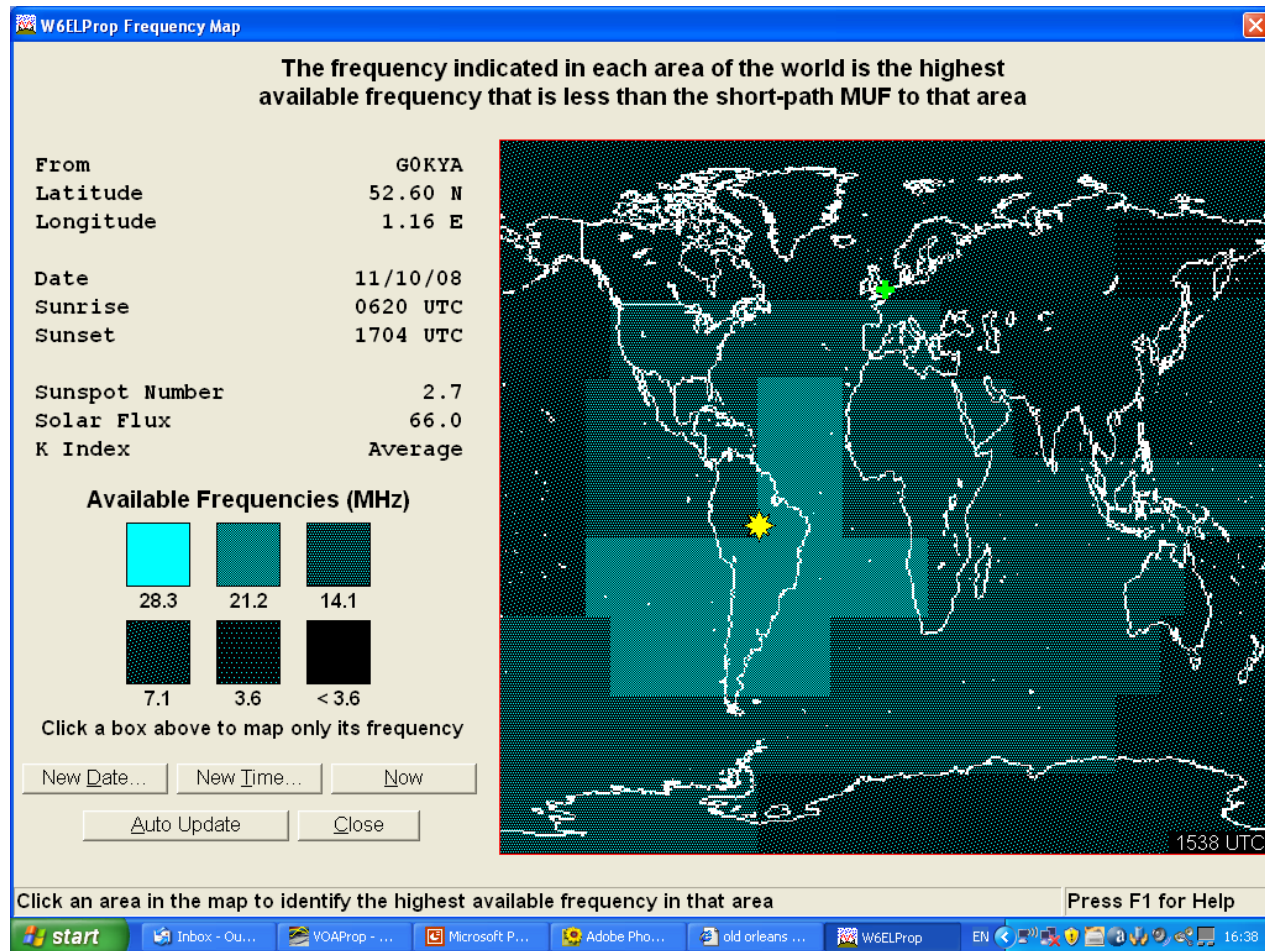 W6ELProp Frequency Map
The frequency indicated in each area of the world is the highest
available frequency that is less than the short-path MUF to that area
From G0KYA
Latitude 52.60 N
Longitude 1.16 E
Date 11/10/08
Sunrise 0620 UTC
Sunset 1704 UTC
Sunspot Number 2.7
Solar Flux 66.0
K Index Average
Available Frequencies (MHz)
28.3 21.2 14.1
7.1 3.6 < 3.6
Click a box above to map only its frequency
New Date... New Time... Now
Auto Update Close
1538 UTC
Click an area in the map to identify the highest available frequency in that area Press F1 for Help
start Inbox - Ou... VOAProp - ... Microsoft P... Adobe Pho... old orleans ... W6ELProp EN 16:38